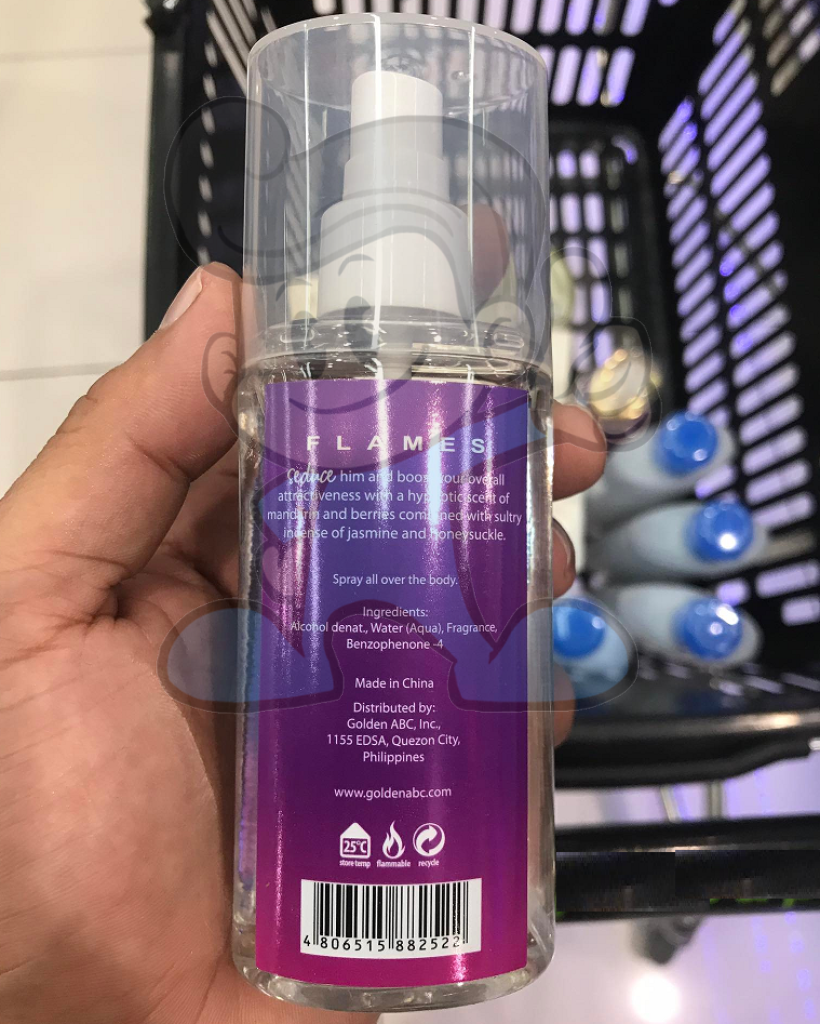 FLAMES
seduce him and boost your overall
attractiveness with a hypnotic scent of
mandarin and berries combined with sultry
incense of jasmine and honeysuckle.
Spray all over the body.
Ingredients:
Alcohol denat., Water (Aqua), Fragrance,
Benzophenone -4
Made in China
Distributed by:
Golden ABC, Inc.,
1155 EDSA, Quezon City,
Philippines
www.goldenabc.com
25°C
store temp flammable recycle
4 806515 882522